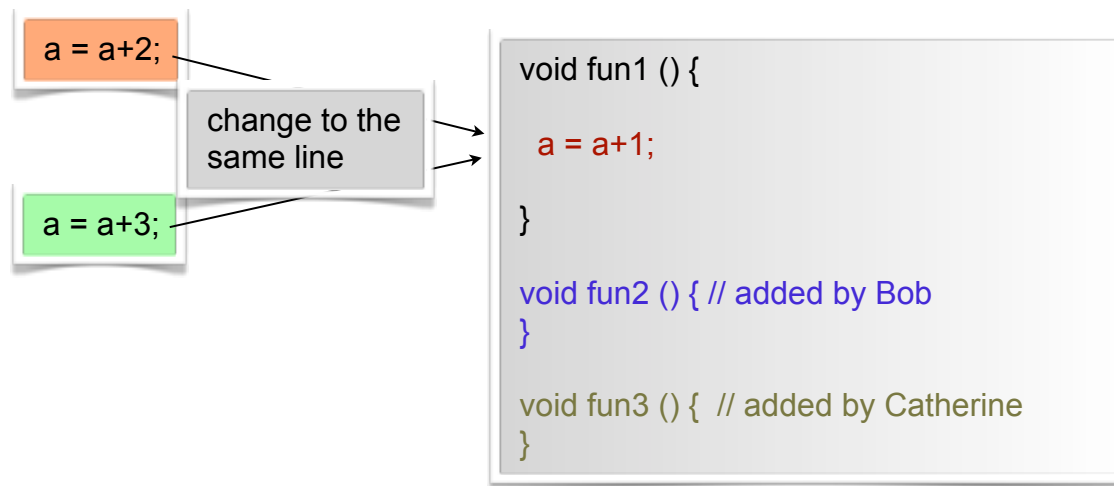 a = a+2;
change to the
same line
a = a+3;
void fun1 () {
a = a+1;
}
void fun2 () { // added by Bob
}
void fun3 () {  // added by Catherine
}